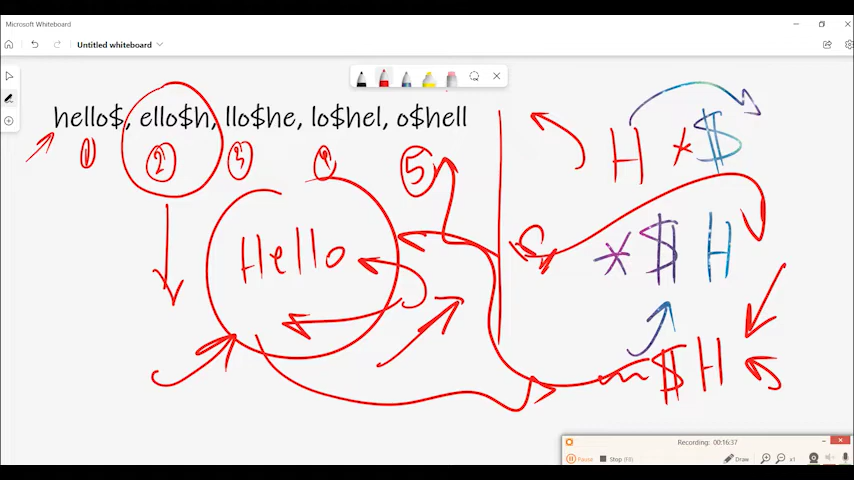 Microsoft Whiteboard
Untitled whiteboard
hello$, ello$h, llo$he, lo$hel, o$hell
1 2 3 4 5
H *$
Hello
*$H
$H
Recording: 00:16:37
Pause Stop (F8) Draw x1